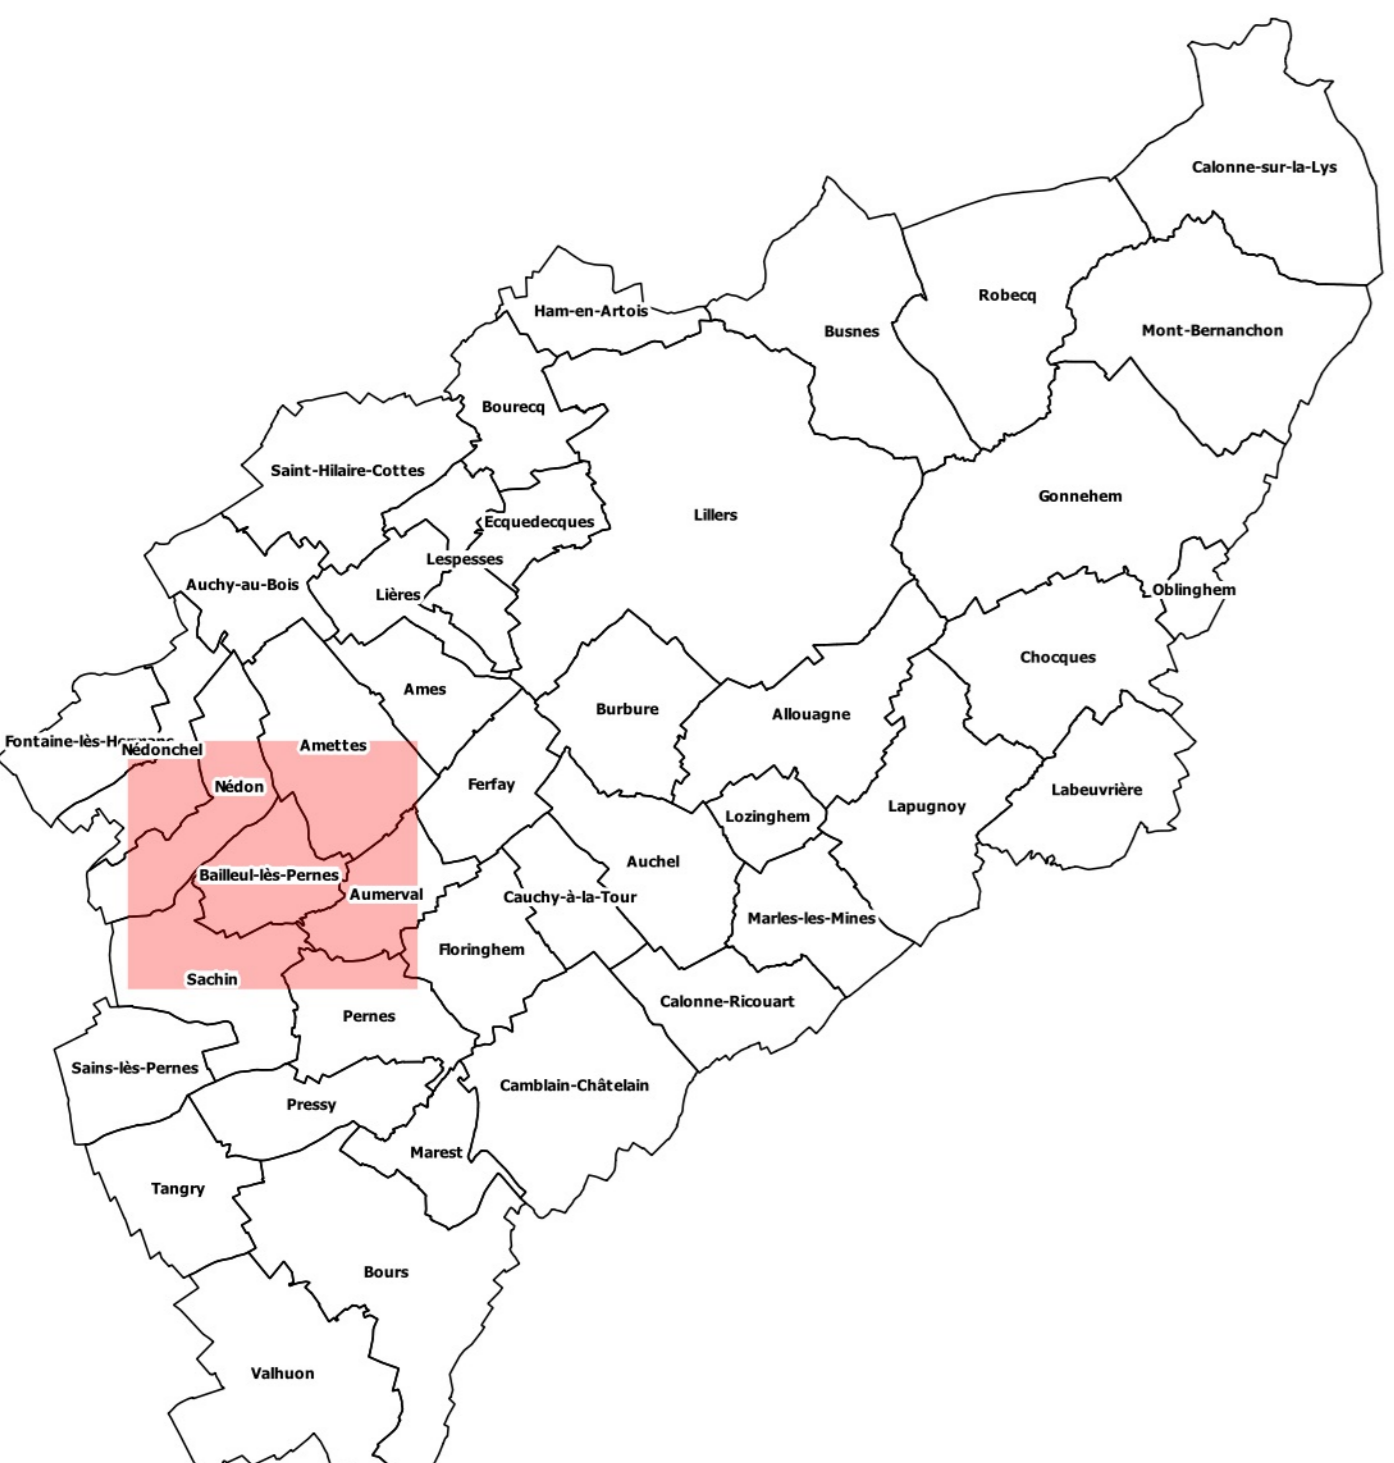 Calonne-sur-la-Lys
Robecq
Ham-en-Artois
Busnes
Mont-Bernanchon
Bourecq
Saint-Hilaire-Cottes
Gonnehem
Lillers
Ecquedecques
Lespesses
Auchy-au-Bois
Lières
Oblinghem
Chocques
Ames
Burbure
Allouagne
Fontaine-lès-Hermans
Nédonchel
Amettes
Nédon
Ferfay
Labeuvrière
Lapugnoy
Lozinghem
Auchel
Bailleul-lès-Pernes
Aumerval
Cauchy-à-la-Tour
Marles-les-Mines
Floringhem
Sachin
Calonne-Ricouart
Pernes
Sains-lès-Pernes
Camblain-Châtelain
Pressy
Marest
Tangry
Bours
Valhuon